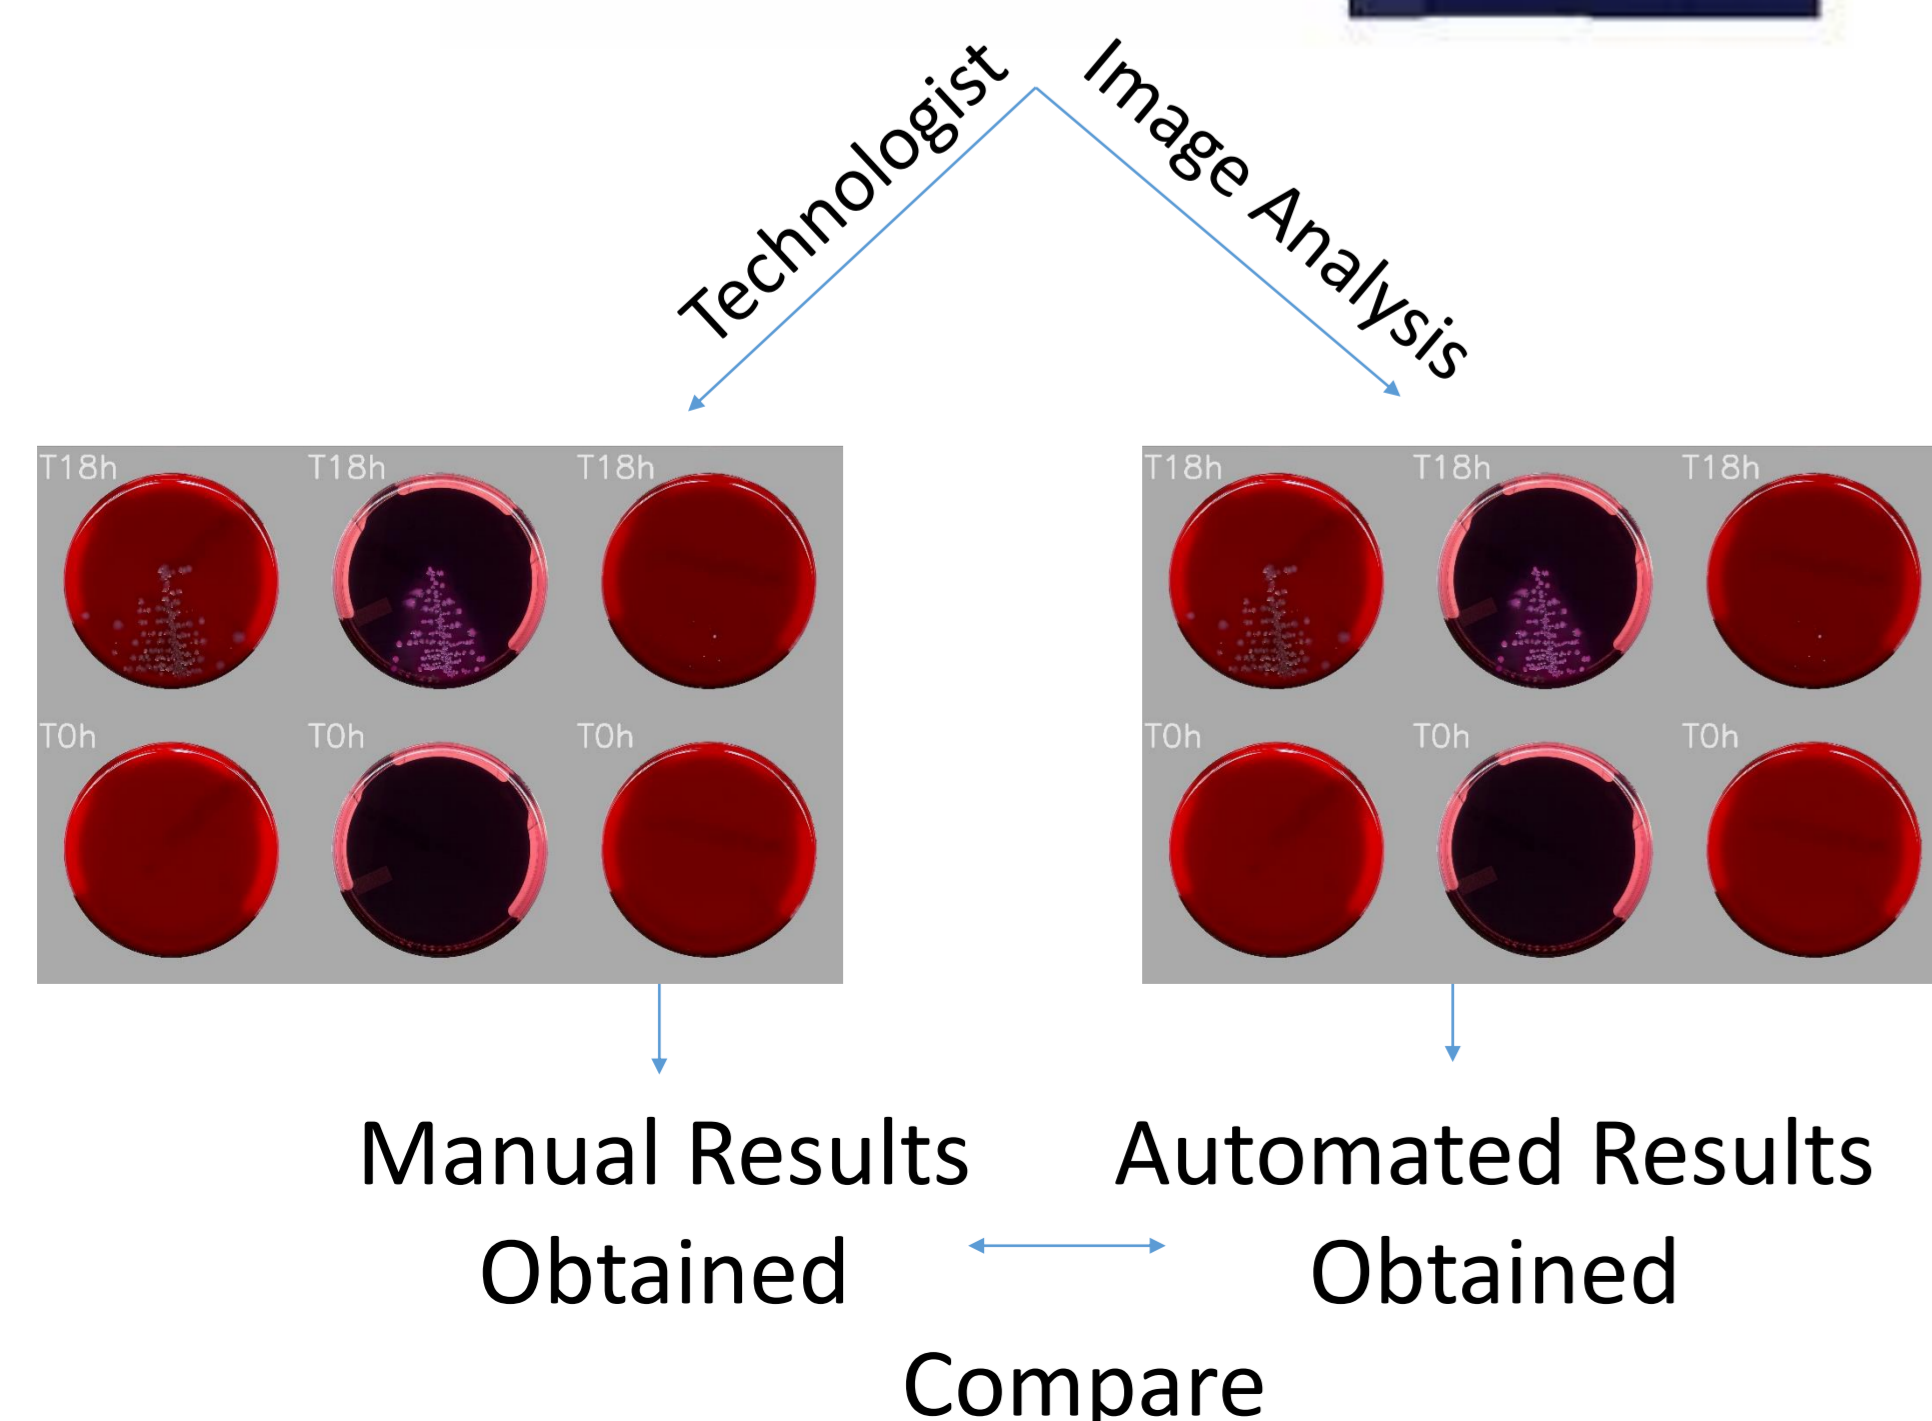 Technologist
Image Analysis
T18h T18h T18h
T0h T0h T0h
T18h T18h T18h
T0h T0h T0h
Manual Results
Obtained
Automated Results
Obtained
Compare